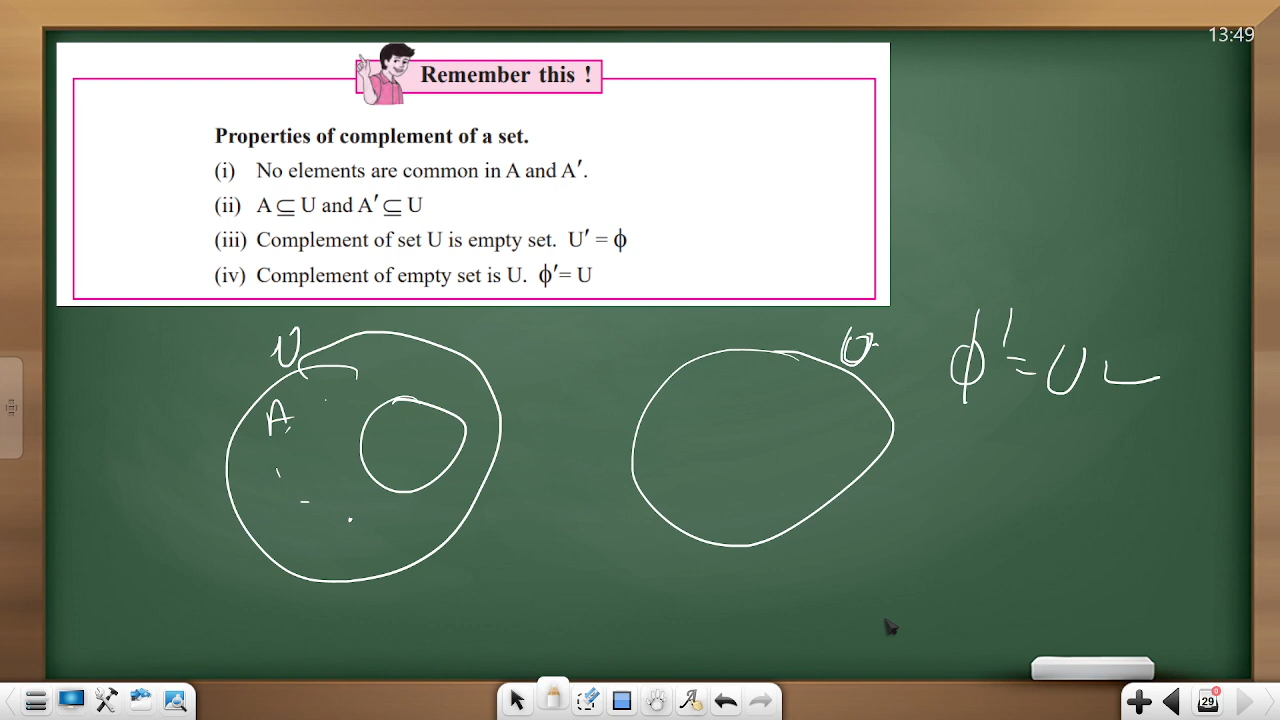 13:49
Remember this !
Properties of complement of a set.
(i) No elements are common in A and A′.
(ii) A ⊆ U and A′ ⊆ U
(iii) Complement of set U is empty set. U′ = ϕ
(iv) Complement of empty set is U. ϕ′= U
U
U
ϕ′ = U
A
0
29